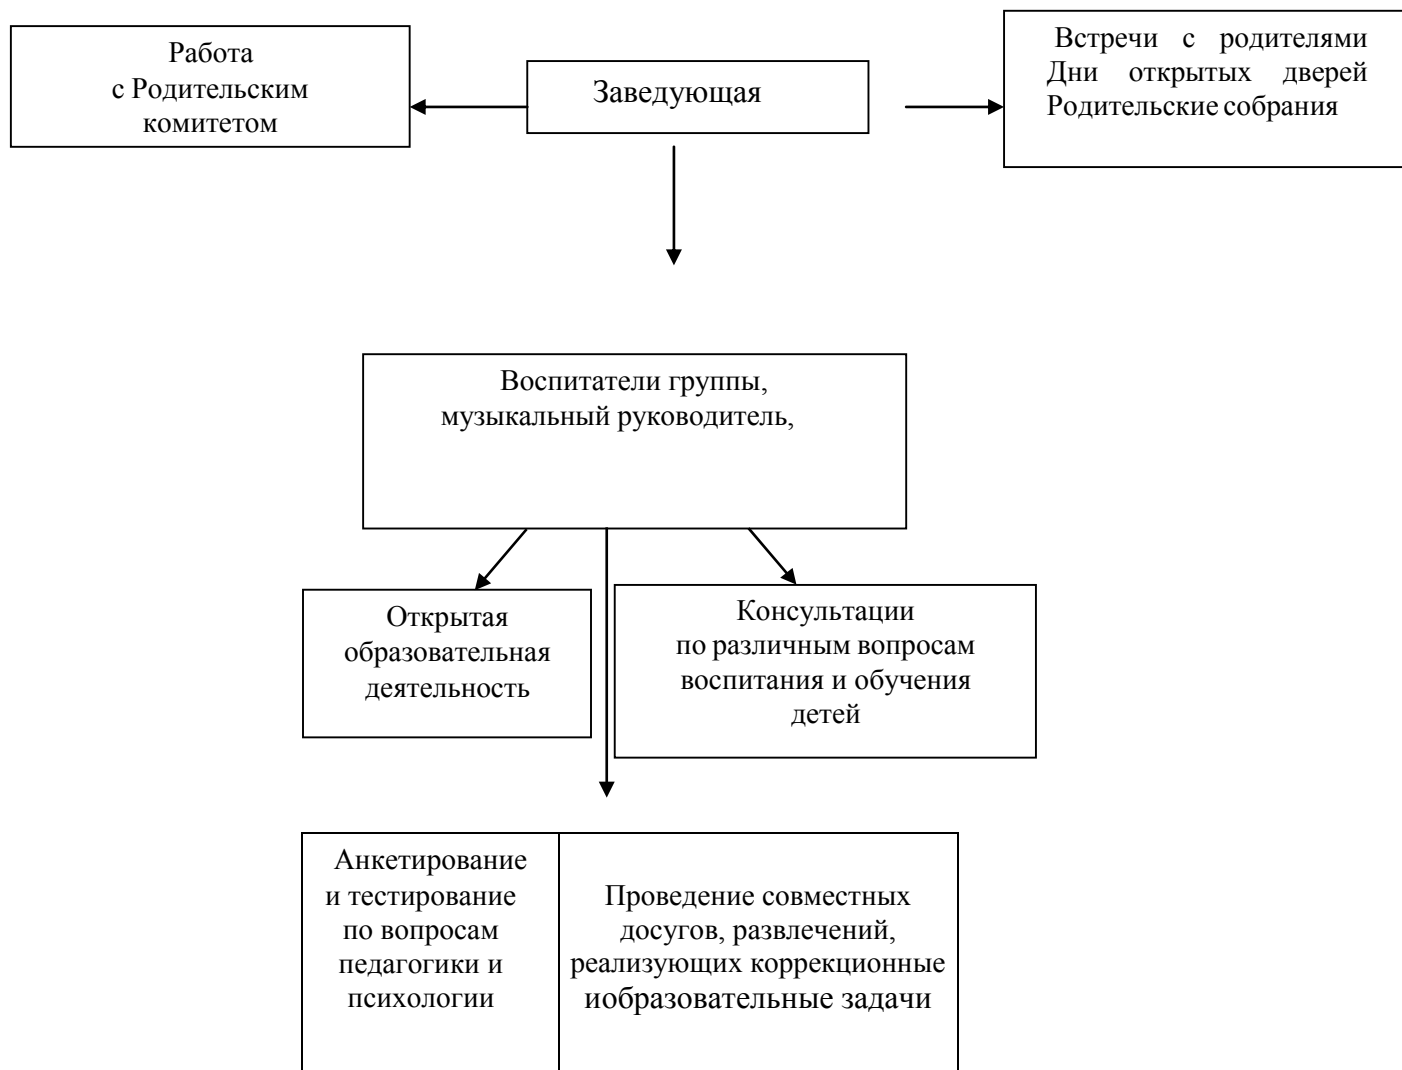 Работа
с Родительским
комитетом
Заведующая
Встречи с родителями
Дни открытых дверей
Родительские собрания
Воспитатели группы,
музыкальный руководитель,
Открытая
образовательная
деятельность
Консультации
по различным вопросам
воспитания и обучения
детей
Анкетирование
и тестирование
по вопросам
педагогики и
психологии
Проведение совместных
досугов, развлечений,
реализующих коррекционные
иобразовательные задачи